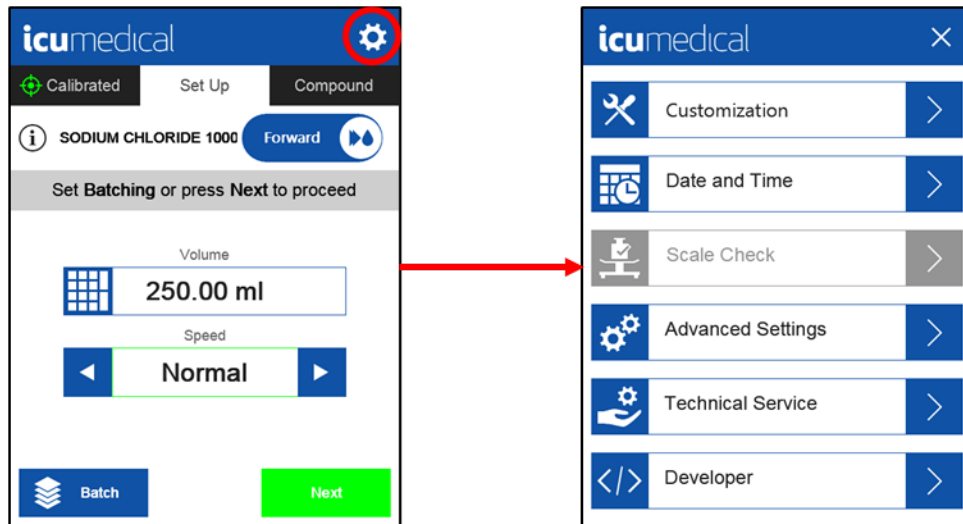 icumedical
Calibrated
Set Up
Compound
SODIUM CHLORIDE 1000
Forward
Set Batching or press Next to proceed
Volume
250.00 ml
Speed
Normal
Batch
Next
icumedical
Customization
Date and Time
Scale Check
Advanced Settings
Technical Service
Developer